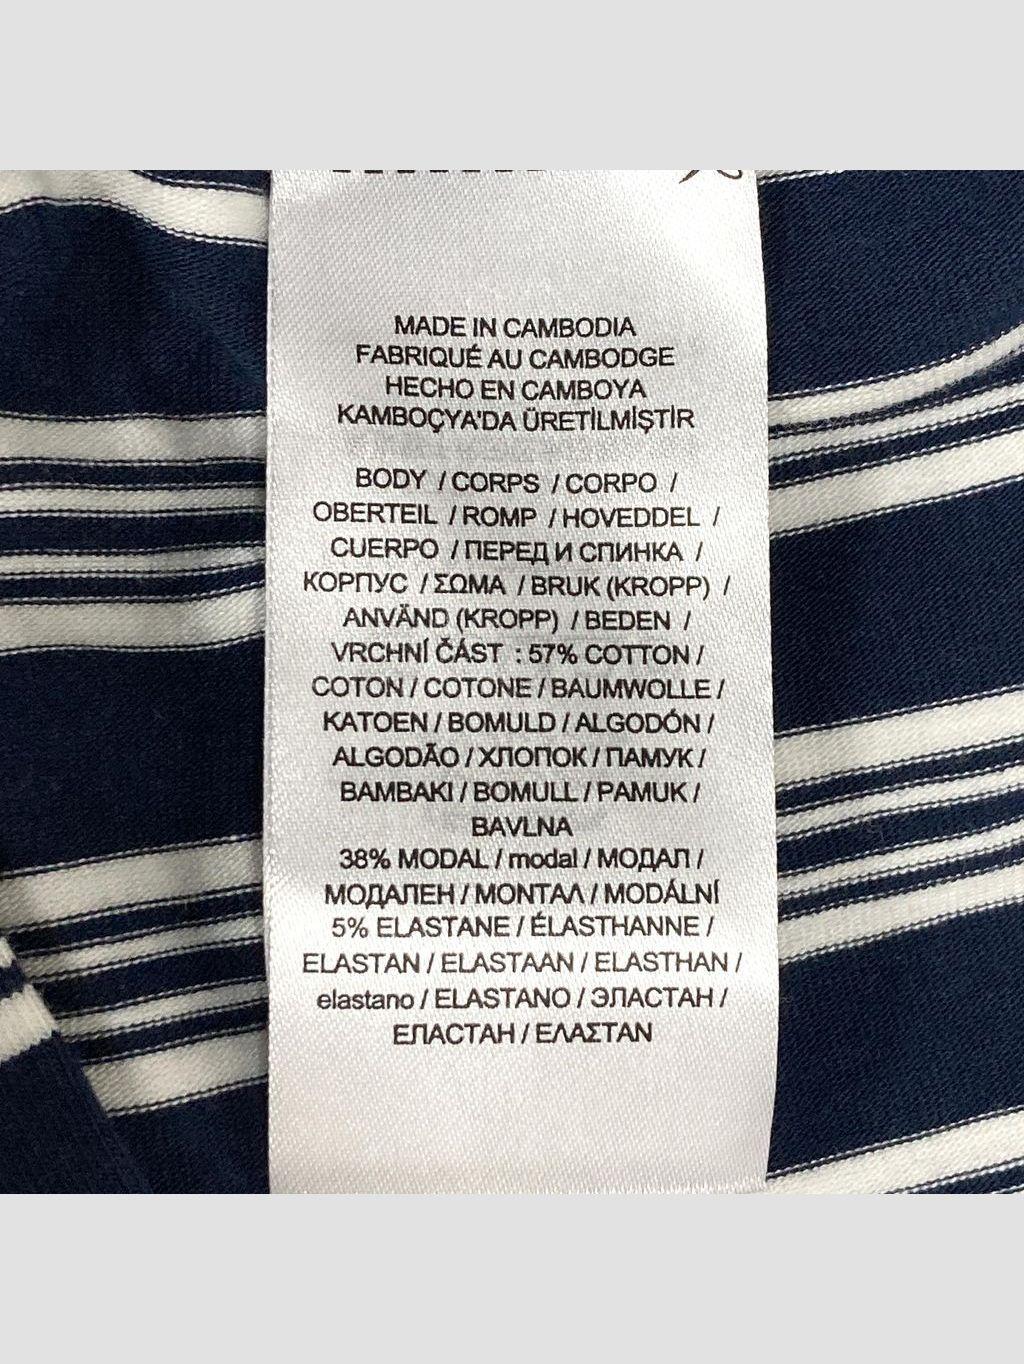 MADE IN CAMBODIA
FABRIQUÉ AU CAMBODGE
HECHO EN CAMBOYA
KAMBOÇYA'DA ÜRETİLMİŞTİR
BODY / CORPS / CORPO /
OBERTEIL / ROMP / HOVEDDEL /
CUERPO / ПЕРЕД И СПИНКА /
КОРПУС / ΣΩΜΑ / BRUK (KROPP) /
ANVÄND (KROPP) / BEDEN /
VRCHNÍ ČÁST : 57% COTTON /
COTON / COTONE / BAUMWOLLE /
KATOEN / BOMULD / ALGODÓN /
ALGODÃO / ХЛОПОК / ПАМУК /
BAMBAKI / BOMULL / PAMUK /
BAVLNA
38% MODAL / modal / МОДАЛ /
МОДАЛЕН / ΜΟΝΤΑΛ / MODÁLNÍ
5% ELASTANE / ÉLASTHANNE /
ELASTAN / ELASTAAN / ELASTHAN /
elastano / ELASTANO / ЭЛАСТАН /
ЕЛАСТАН / ΕΛΑΣΤΑΝ